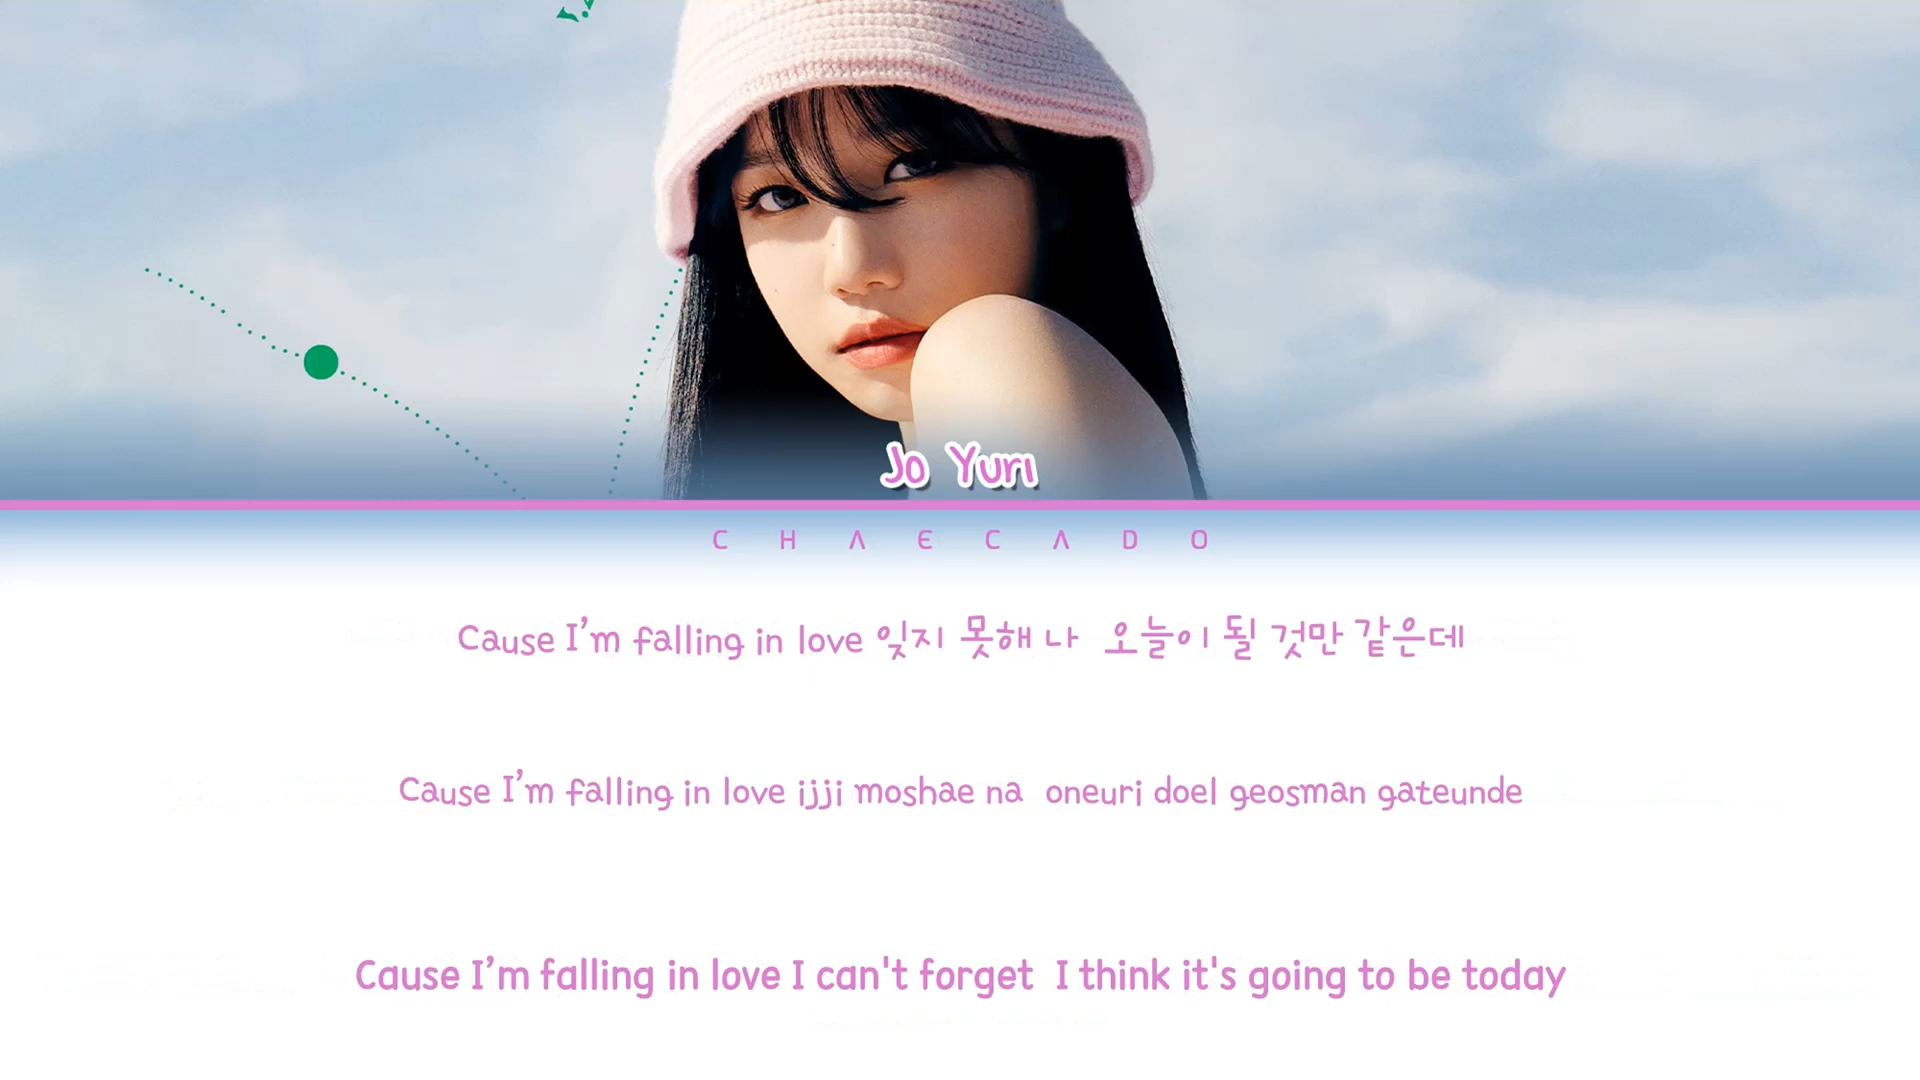 Jo Yuri
CHAECADO
Cause I’m falling in love 잊지 못해 나 오늘이 될 것만 같은데
Cause I’m falling in love ijji moshae na oneuri doel geosman gateunde
Cause I’m falling in love I can't forget I think it's going to be today